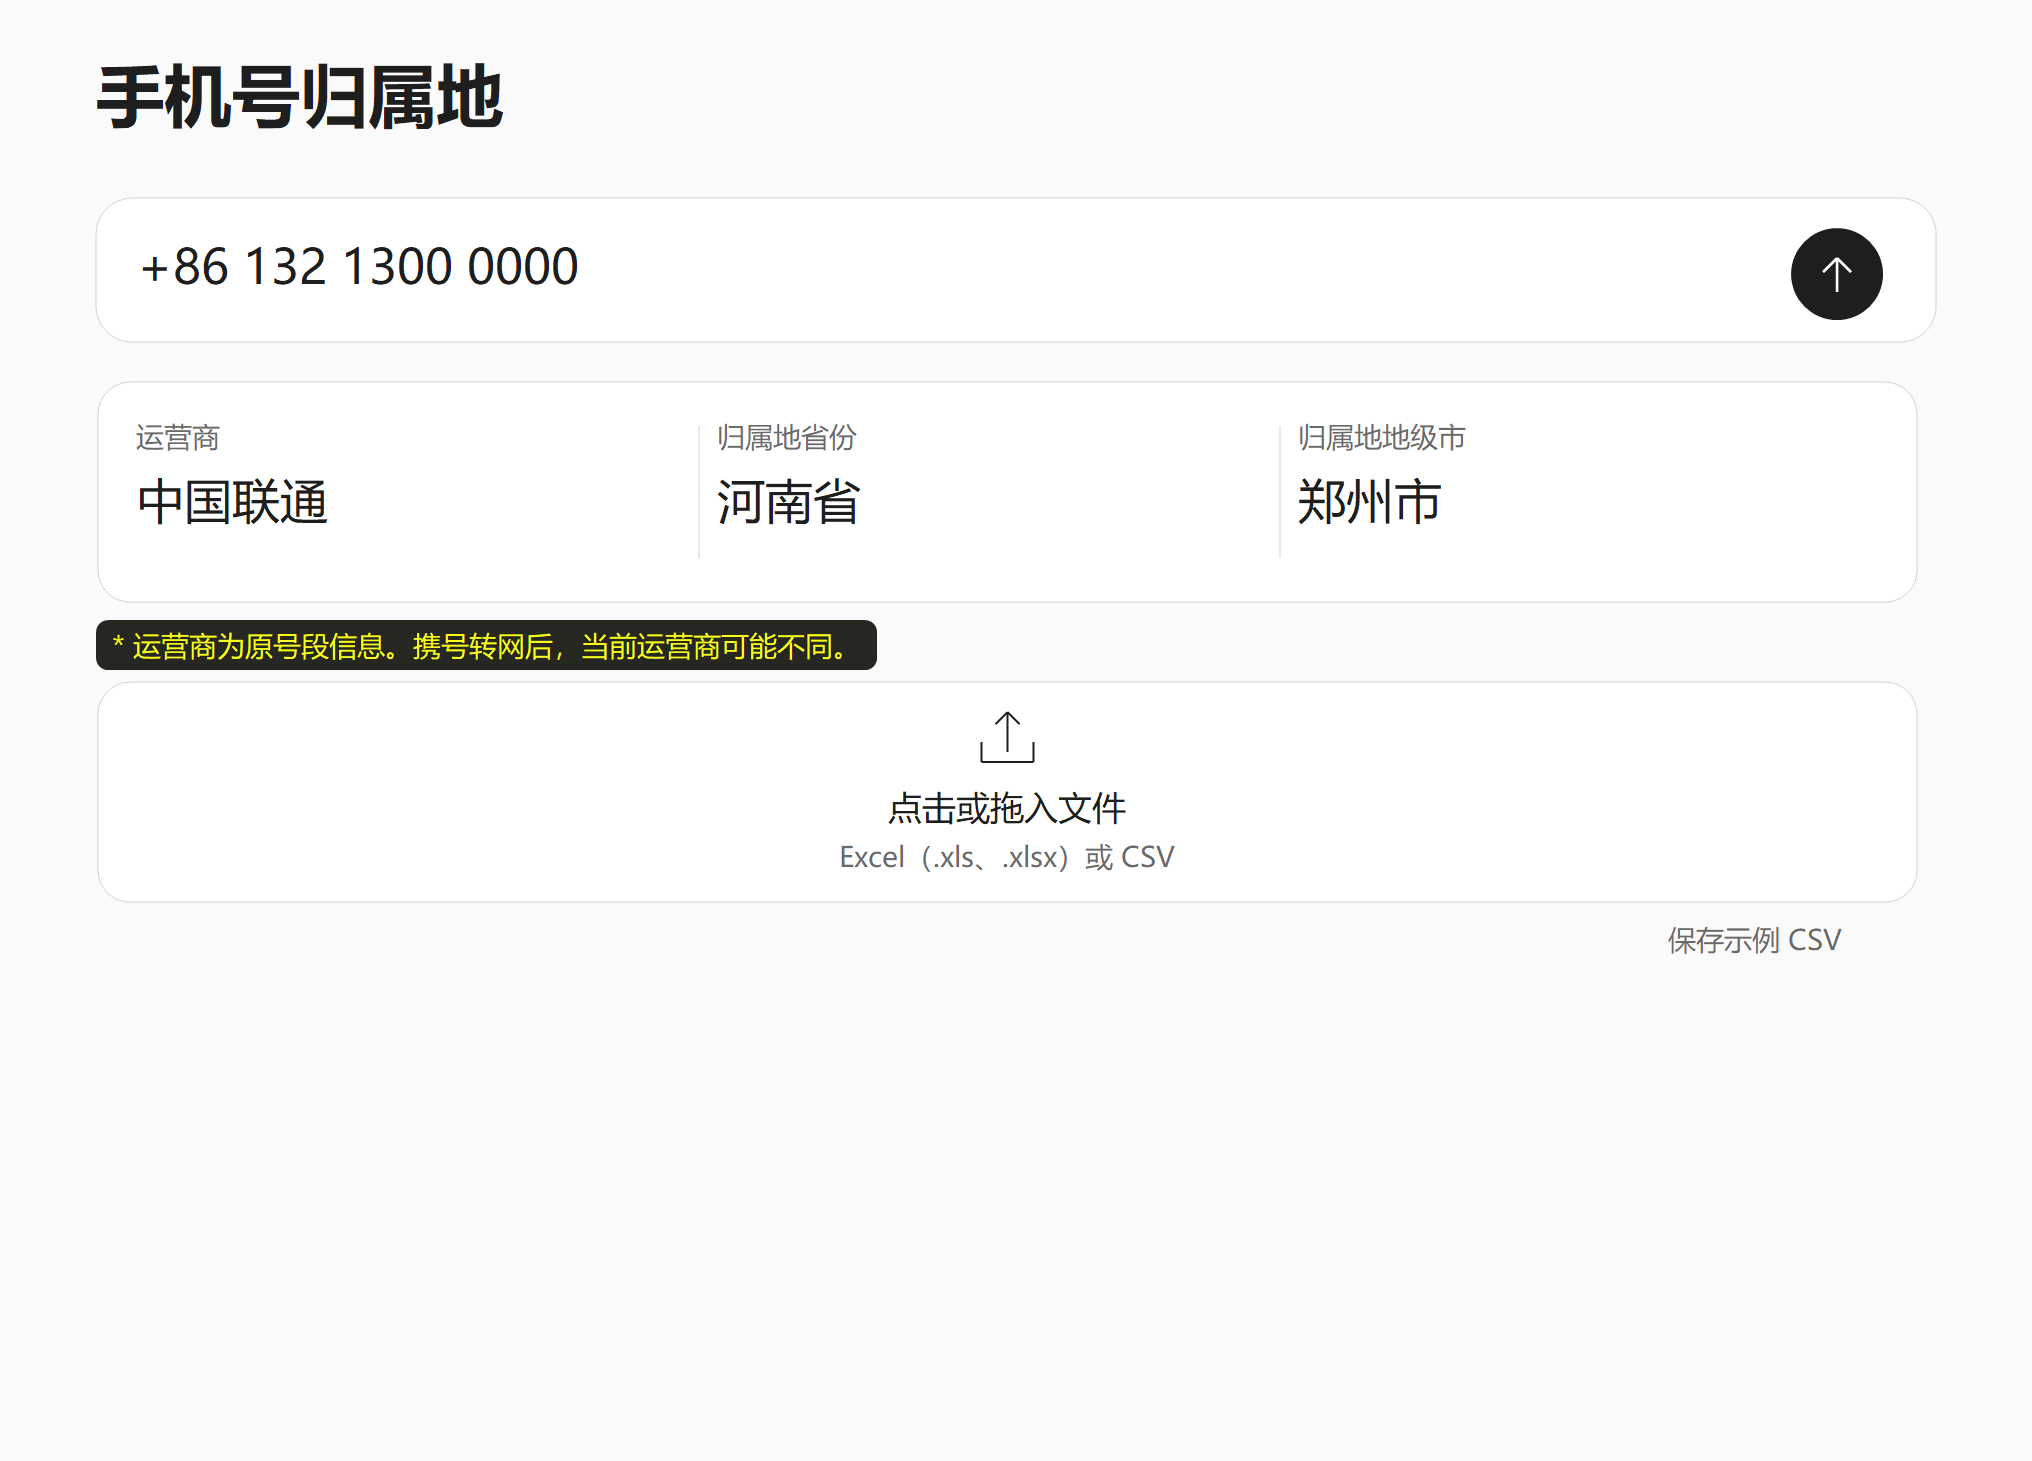 手机号归属地
+86 132 1300 0000
运营商
归属地省份
归属地地级市
中国联通
河南省
郑州市
* 运营商为原号段信息。携号转网后，当前运营商可能不同。
点击或拖入文件
Excel（.xls、.xlsx）或 CSV
保存示例 CSV